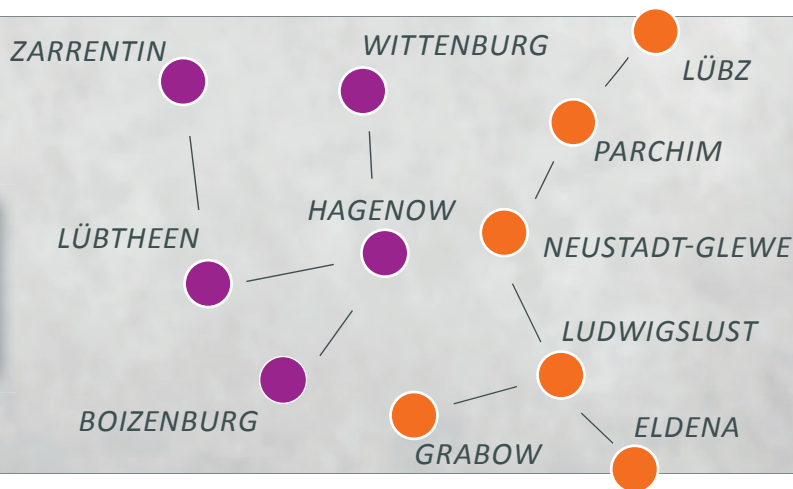 ZARRENTIN
WITTENBURG
LÜBZ
PARCHIM
HAGENOW
LÜBTHEEN
NEUSTADT-GLEWE
LUDWIGSLUST
BOIZENBURG
ELDENA
GRABOW